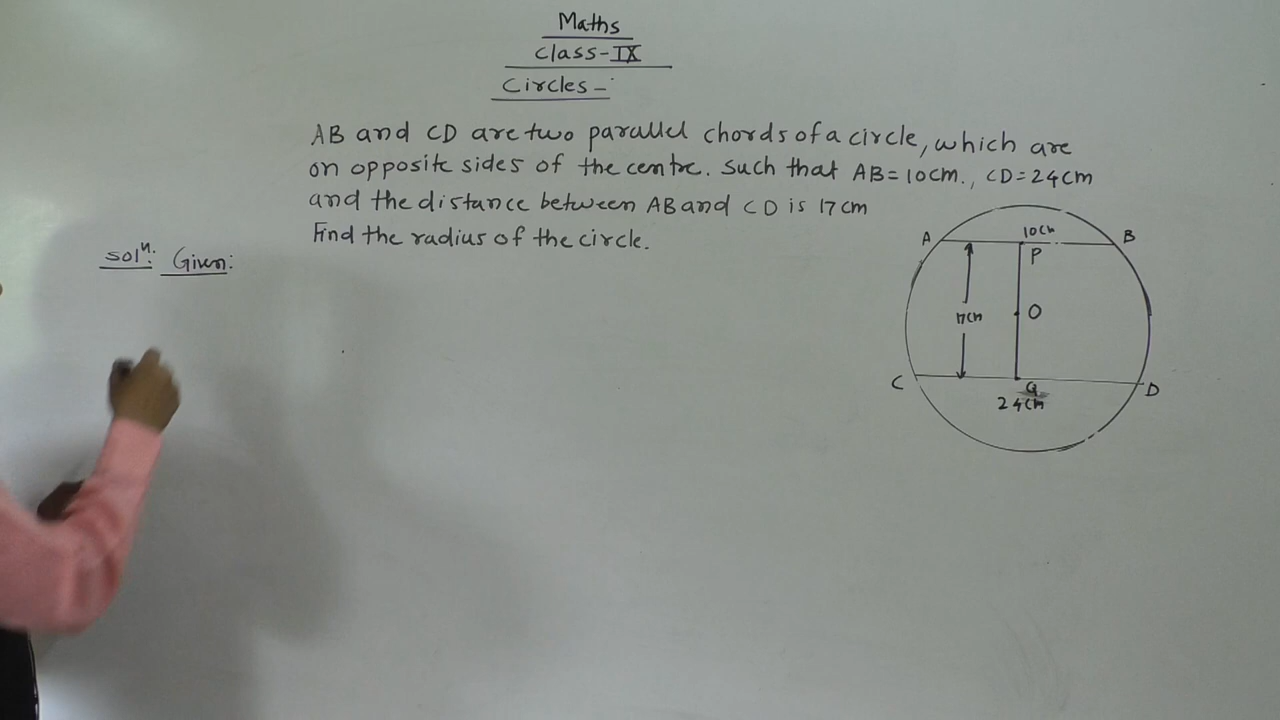 Maths
Class-IX
Circles -
AB and CD are two parallel chords of a circle, which are
on opposite sides of the centre. Such that AB = 10cm., CD = 24cm
and the distance between AB and CD is 17cm
Find the radius of the circle.
Solⁿ: Given:
A 10cm B
P
17cm O
C Q D
24cm